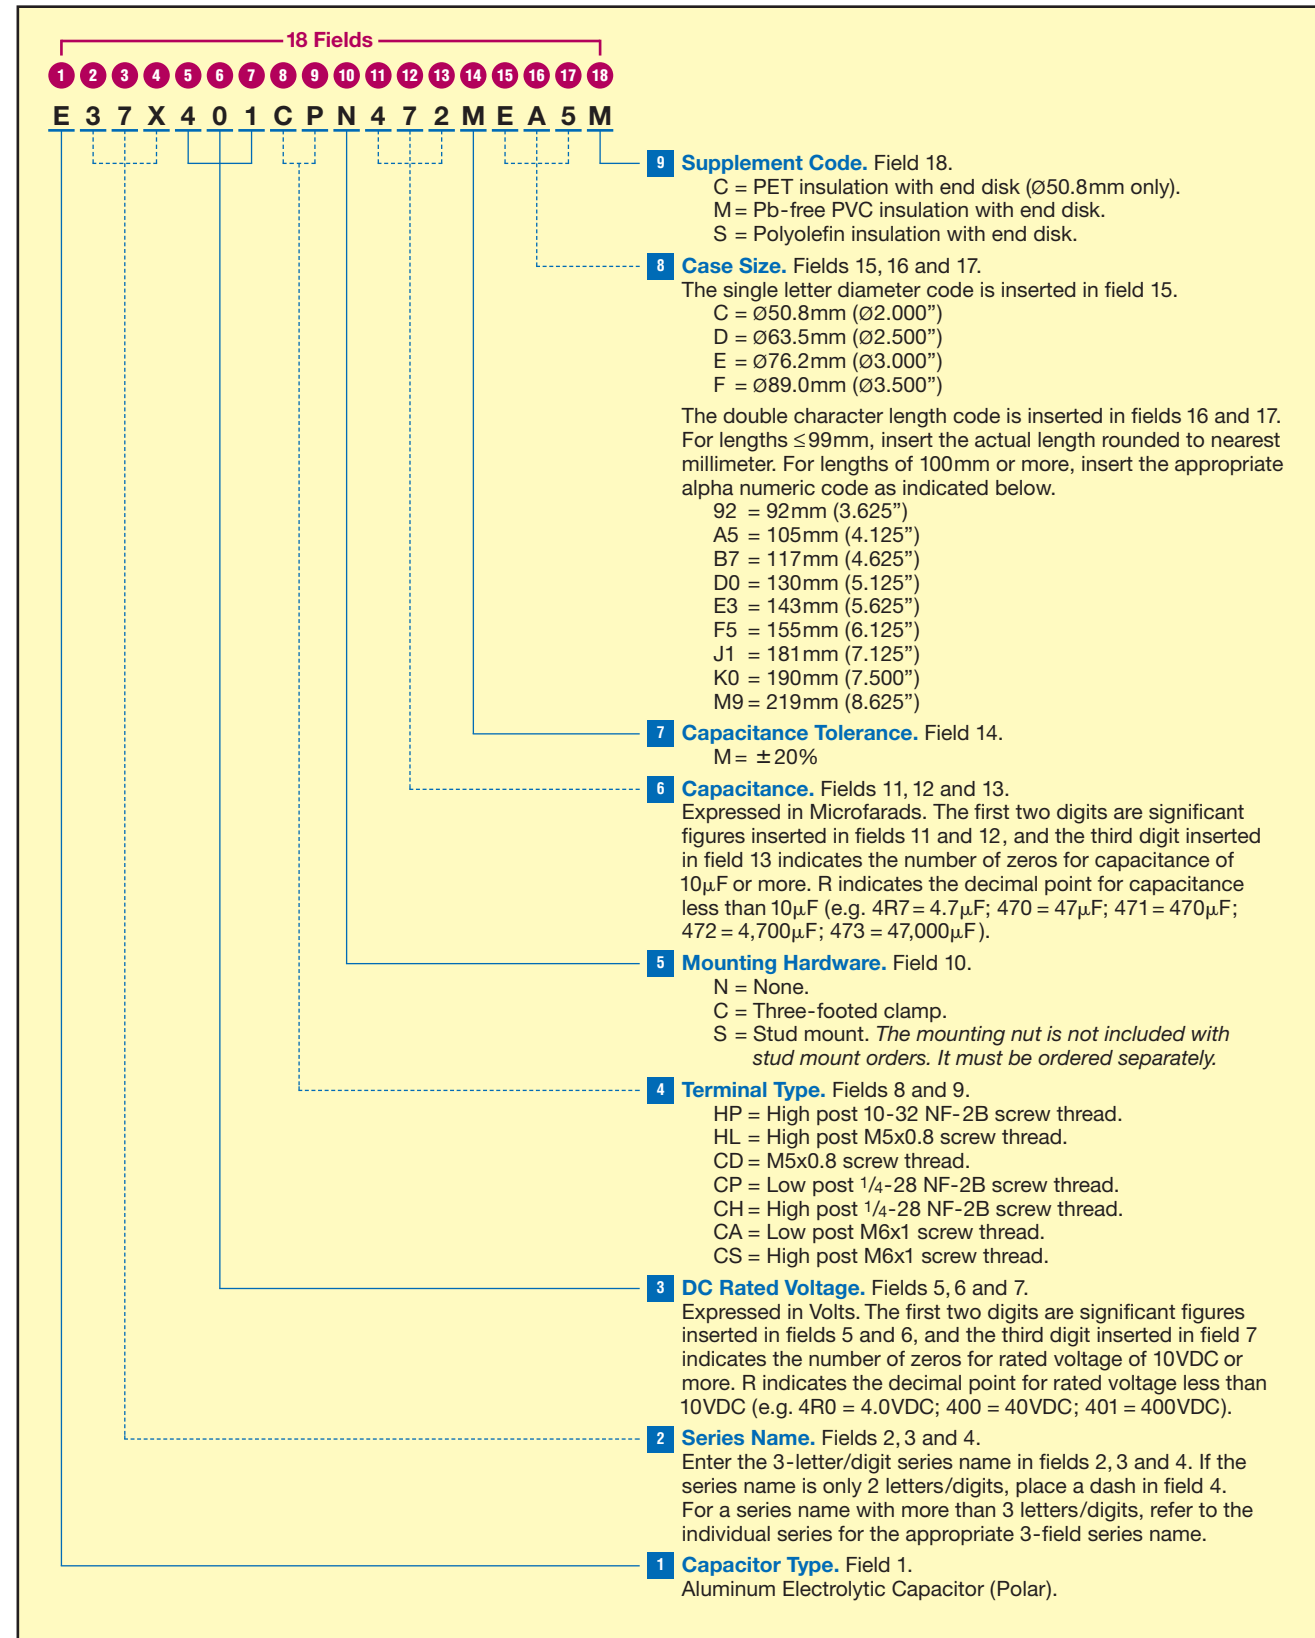 18 Fields
1 2 3 4 5 6 7 8 9 10 11 12 13 14 15 16 17 18
E 3 7 X 4 0 1 C P N 4 7 2 M E A 5 M
9 Supplement Code. Field 18.
C = PET insulation with end disk (Ø50.8mm only).
M = Pb-free PVC insulation with end disk.
S = Polyolefin insulation with end disk.
8 Case Size. Fields 15, 16 and 17.
The single letter diameter code is inserted in field 15.
C = Ø50.8mm (Ø2.000”)
D = Ø63.5mm (Ø2.500”)
E = Ø76.2mm (Ø3.000”)
F = Ø89.0mm (Ø3.500”)
The double character length code is inserted in fields 16 and 17.
For lengths ≤99mm, insert the actual length rounded to nearest
millimeter. For lengths of 100mm or more, insert the appropriate
alpha numeric code as indicated below.
92 = 92mm (3.625”)
A5 = 105mm (4.125”)
B7 = 117mm (4.625”)
D0 = 130mm (5.125”)
E3 = 143mm (5.625”)
F5 = 155mm (6.125”)
J1 = 181mm (7.125”)
K0 = 190mm (7.500”)
M9 = 219mm (8.625”)
7 Capacitance Tolerance. Field 14.
M = ±20%
6 Capacitance. Fields 11, 12 and 13.
Expressed in Microfarads. The first two digits are significant
figures inserted in fields 11 and 12, and the third digit inserted
in field 13 indicates the number of zeros for capacitance of
10μF or more. R indicates the decimal point for capacitance
less than 10μF (e.g. 4R7 = 4.7μF; 470 = 47μF; 471 = 470μF;
472 = 4,700μF; 473 = 47,000μF).
5 Mounting Hardware. Field 10.
N = None.
C = Three-footed clamp.
S = Stud mount. The mounting nut is not included with
stud mount orders. It must be ordered separately.
4 Terminal Type. Fields 8 and 9.
HP = High post 10-32 NF-2B screw thread.
HL = High post M5x0.8 screw thread.
CD = M5x0.8 screw thread.
CP = Low post 1/4-28 NF-2B screw thread.
CH = High post 1/4-28 NF-2B screw thread.
CA = Low post M6x1 screw thread.
CS = High post M6x1 screw thread.
3 DC Rated Voltage. Fields 5, 6 and 7.
Expressed in Volts. The first two digits are significant figures
inserted in fields 5 and 6, and the third digit inserted in field 7
indicates the number of zeros for rated voltage of 10VDC or
more. R indicates the decimal point for rated voltage less than
10VDC (e.g. 4R0 = 4.0VDC; 400 = 40VDC; 401 = 400VDC).
2 Series Name. Fields 2, 3 and 4.
Enter the 3-letter/digit series name in fields 2, 3 and 4. If the
series name is only 2 letters/digits, place a dash in field 4.
For a series name with more than 3 letters/digits, refer to the
individual series for the appropriate 3-field series name.
1 Capacitor Type. Field 1.
Aluminum Electrolytic Capacitor (Polar).